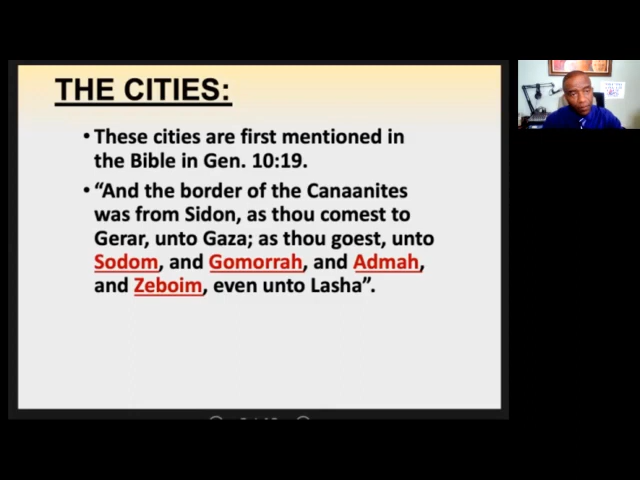 THE CITIES:
•These cities are first mentioned in
the Bible in Gen. 10:19.
•“And the border of the Canaanites
was from Sidon, as thou comest to
Gerar, unto Gaza; as thou goest, unto
Sodom, and Gomorrah, and Admah,
and Zeboim, even unto Lasha”.